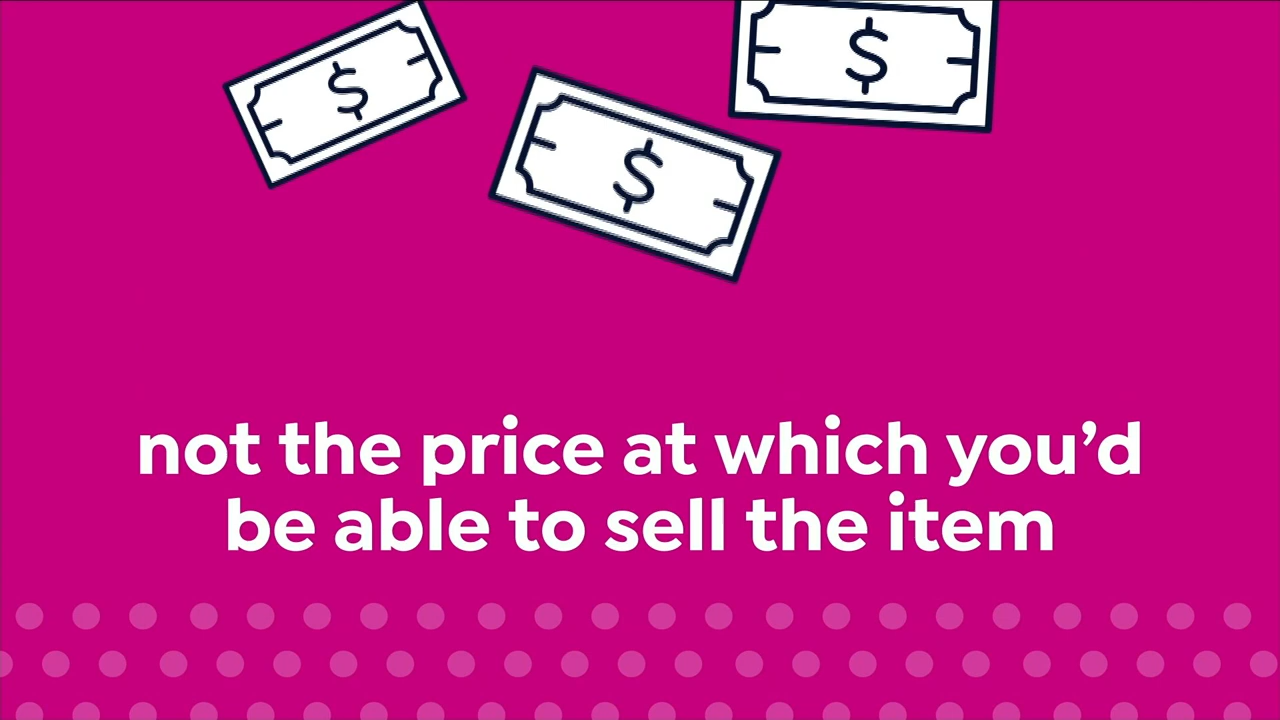 $
$
$
not the price at which you’d
be able to sell the item